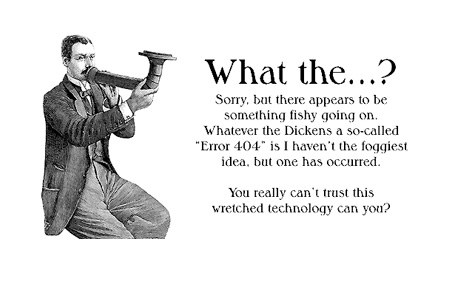 What the...?
Sorry, but there appears to be
something fishy going on.
Whatever the Dickens a so-called
“Error 404” is I haven’t the foggiest
idea, but one has occurred.
You really can’t trust this
wretched technology can you?